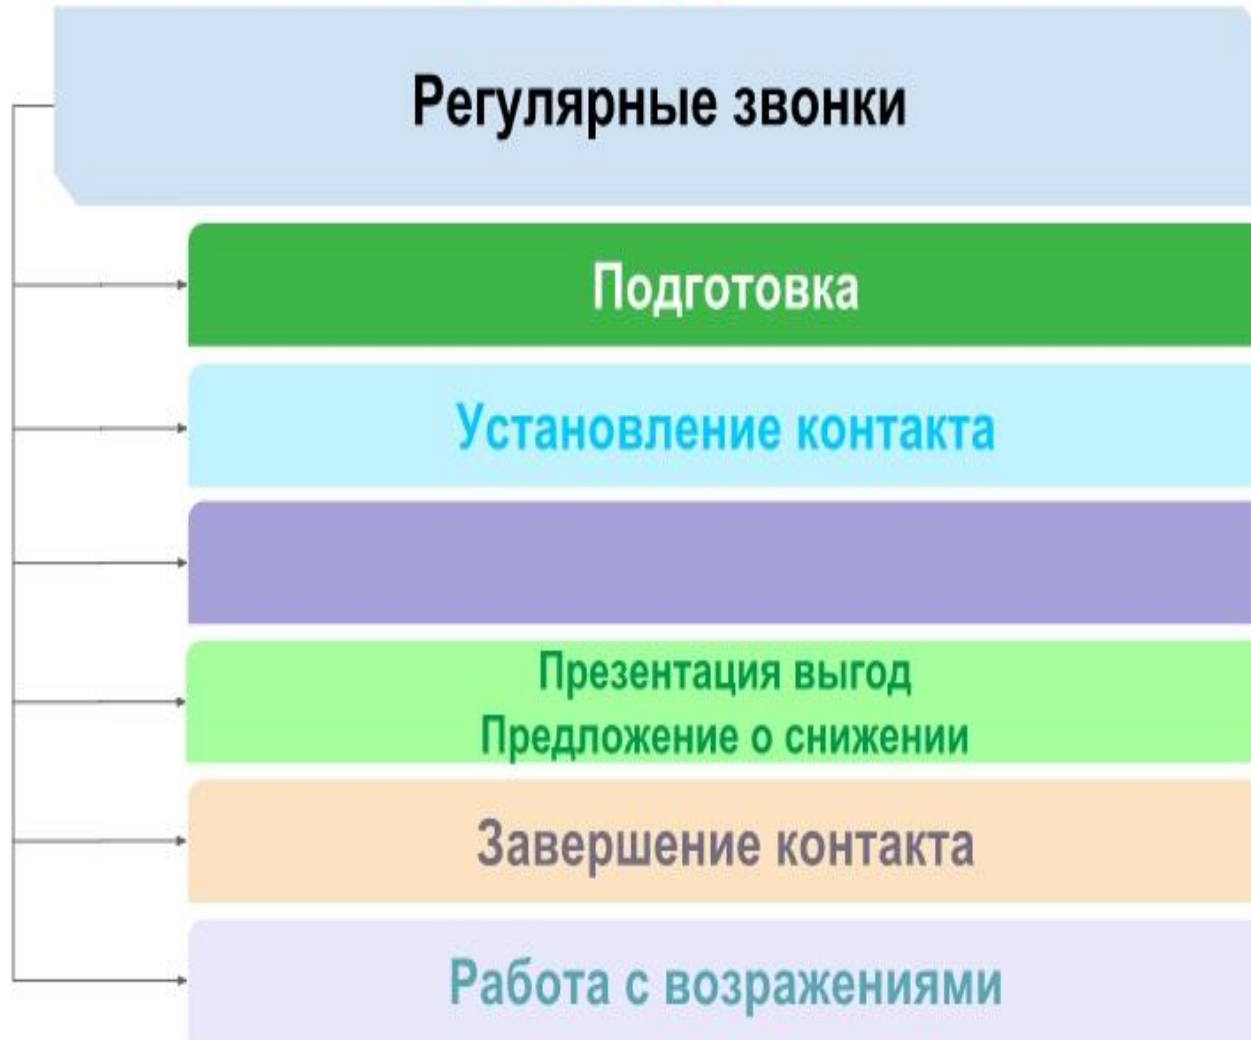 Регулярные звонки
Подготовка
Установление контакта
Презентация выгод
Предложение о снижении
Завершение контакта
Работа с возражениями